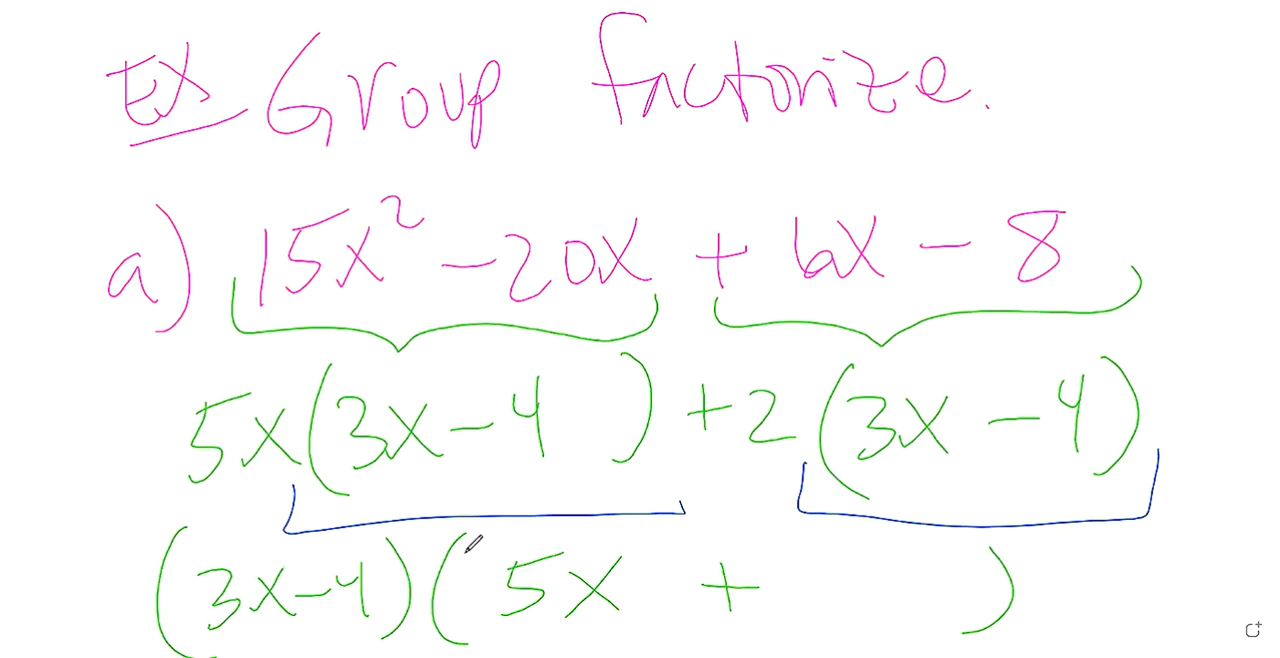 Ex Group factorize.
a) 15x² - 20x + 6x - 8
5x(3x - 4) + 2(3x - 4)
(3x - 4)(5x + )